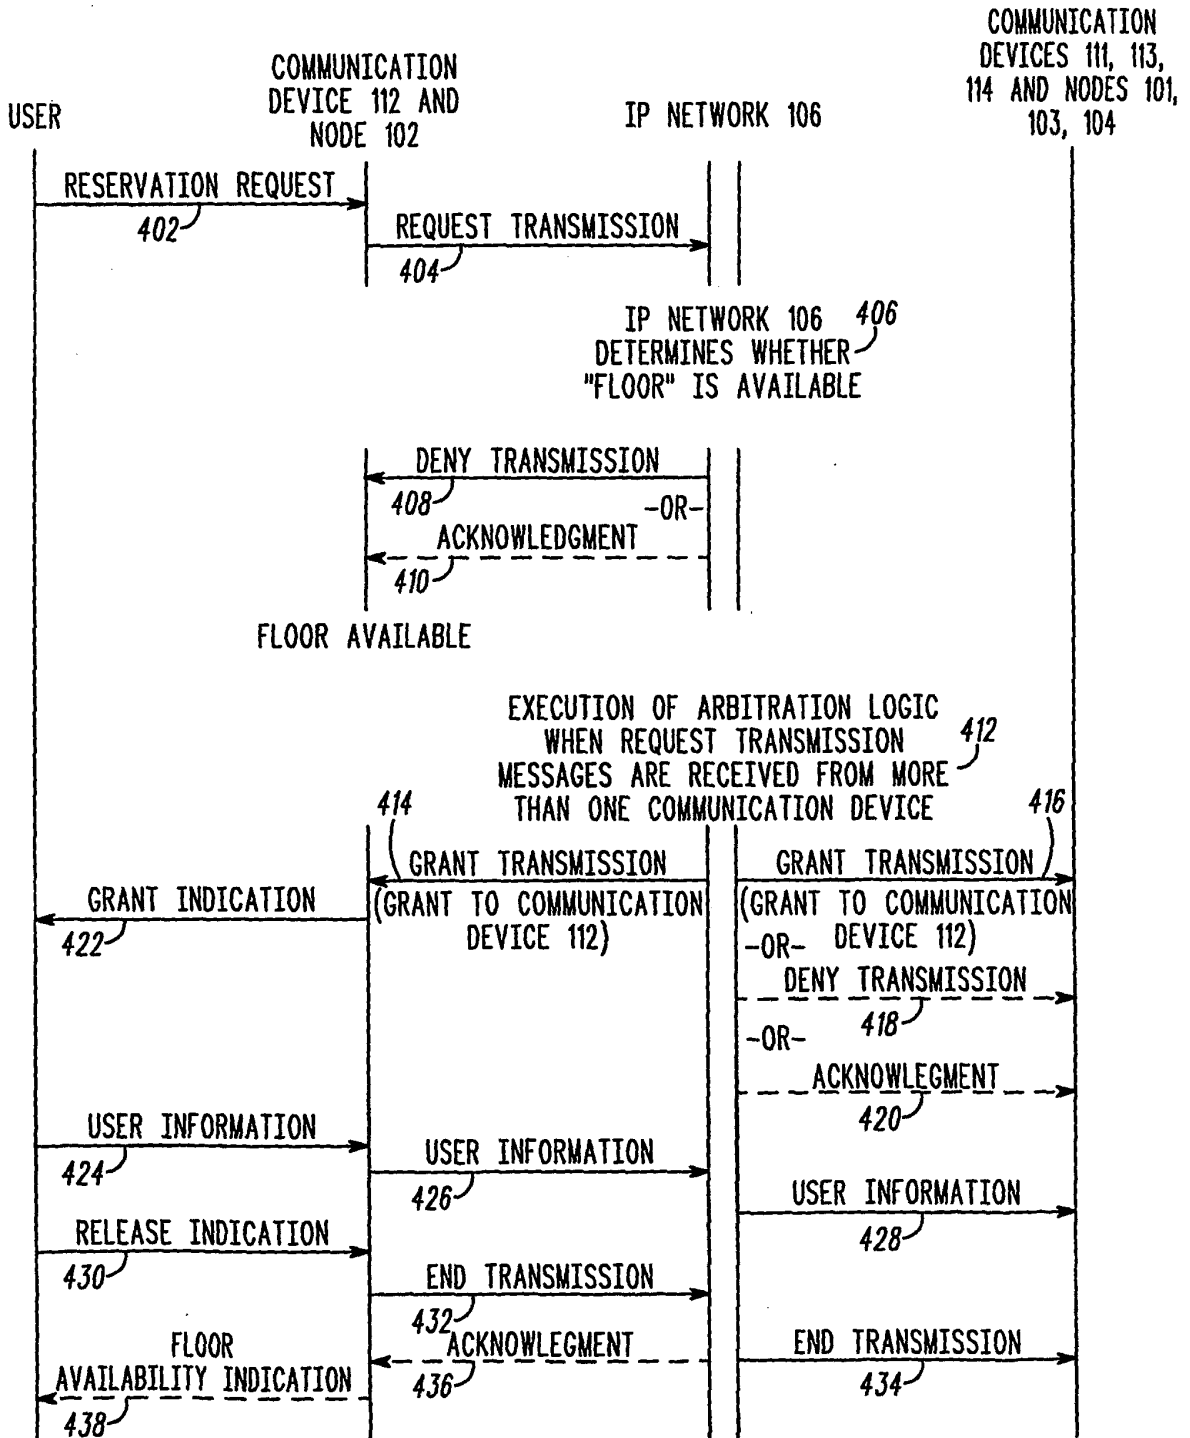 USER
COMMUNICATION
DEVICE 112 AND
NODE 102
IP NETWORK 106
COMMUNICATION
DEVICES 111, 113,
114 AND NODES 101,
103, 104
RESERVATION REQUEST
402
REQUEST TRANSMISSION
404
IP NETWORK 106 406
DETERMINES WHETHER
"FLOOR" IS AVAILABLE
DENY TRANSMISSION
408
-OR-
ACKNOWLEDGMENT
410
FLOOR AVAILABLE
EXECUTION OF ARBITRATION LOGIC
WHEN REQUEST TRANSMISSION 412
MESSAGES ARE RECEIVED FROM MORE
THAN ONE COMMUNICATION DEVICE
414
416
GRANT TRANSMISSION
(GRANT TO COMMUNICATION
DEVICE 112)
GRANT TRANSMISSION
(GRANT TO COMMUNICATION
DEVICE 112)
GRANT INDICATION
422
-OR-
DENY TRANSMISSION
418
-OR-
ACKNOWLEGMENT
420
USER INFORMATION
424
USER INFORMATION
426
USER INFORMATION
428
RELEASE INDICATION
430
END TRANSMISSION
432
ACKNOWLEGMENT
436
END TRANSMISSION
434
FLOOR
AVAILABILITY INDICATION
438